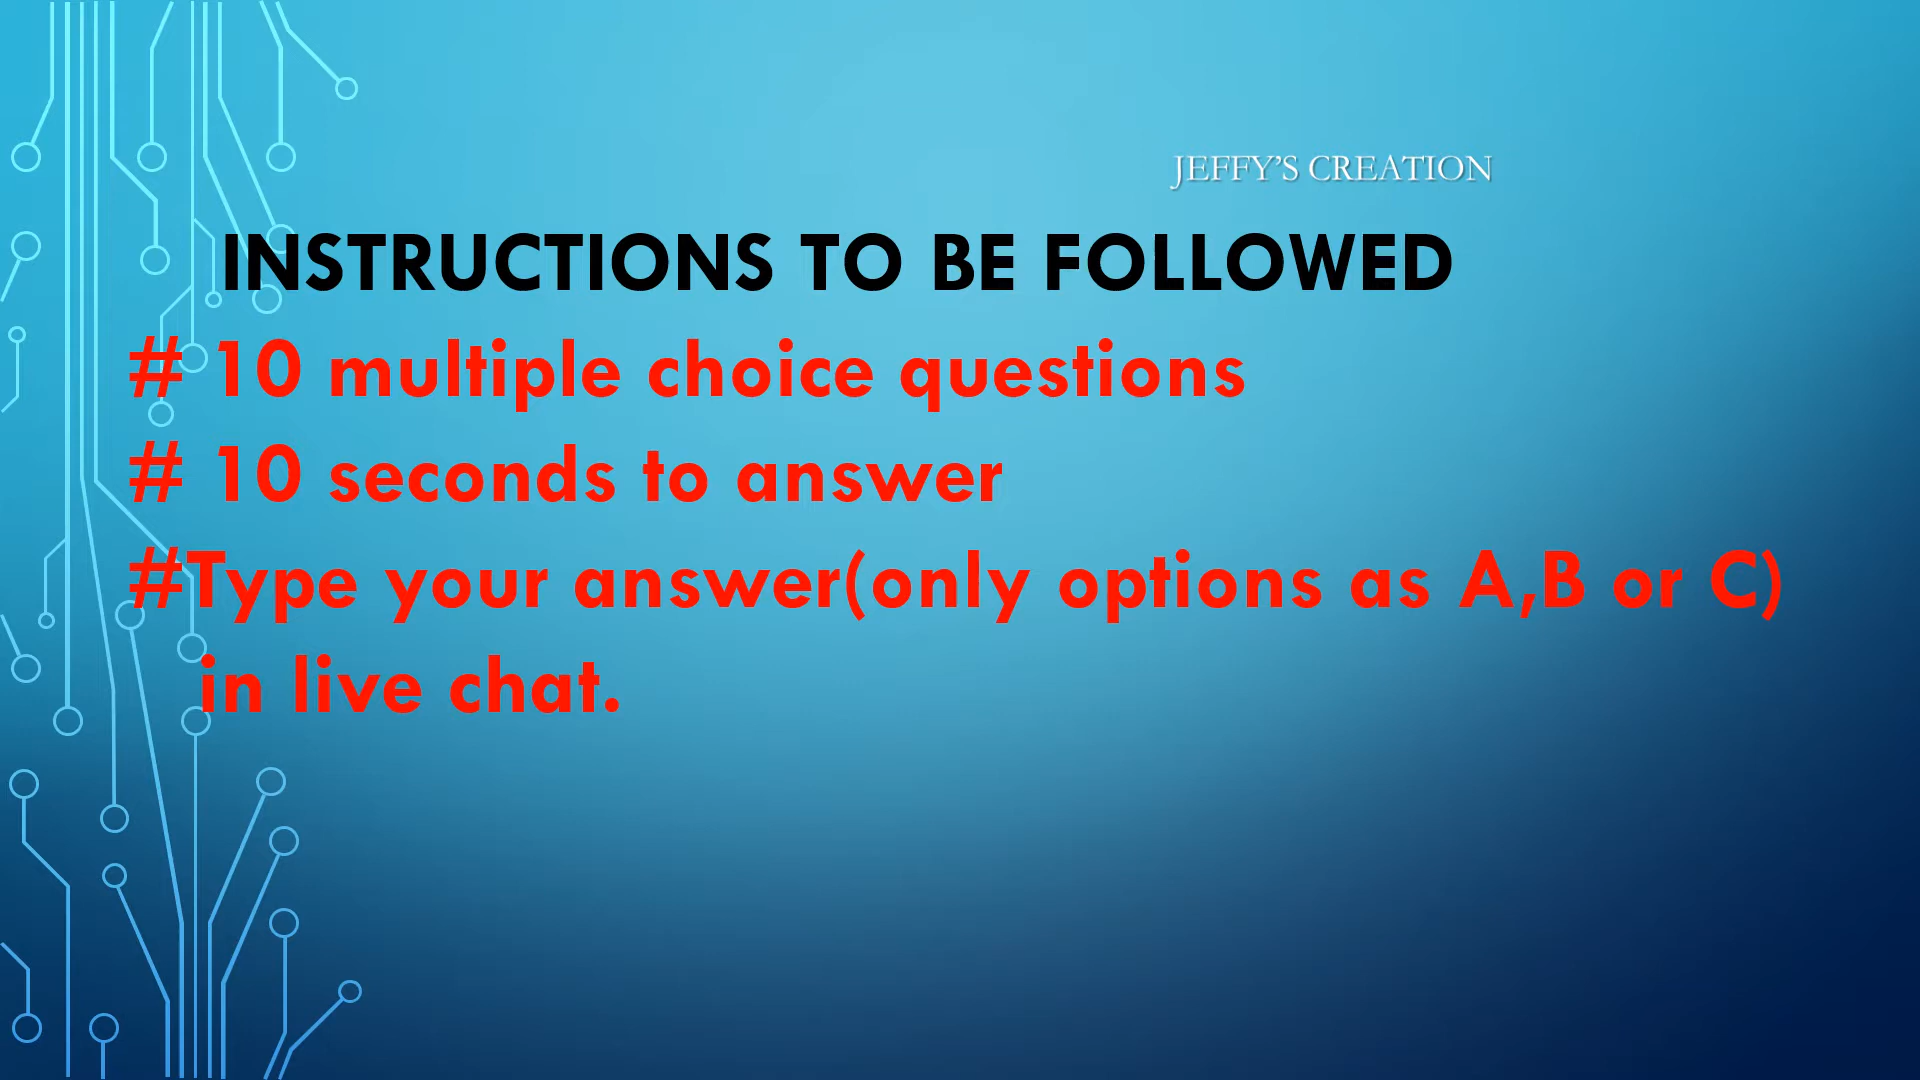 JEFFY'S CREATION
INSTRUCTIONS TO BE FOLLOWED
# 10 multiple choice questions
# 10 seconds to answer
#Type your answer(only options as A,B or C)
in live chat.